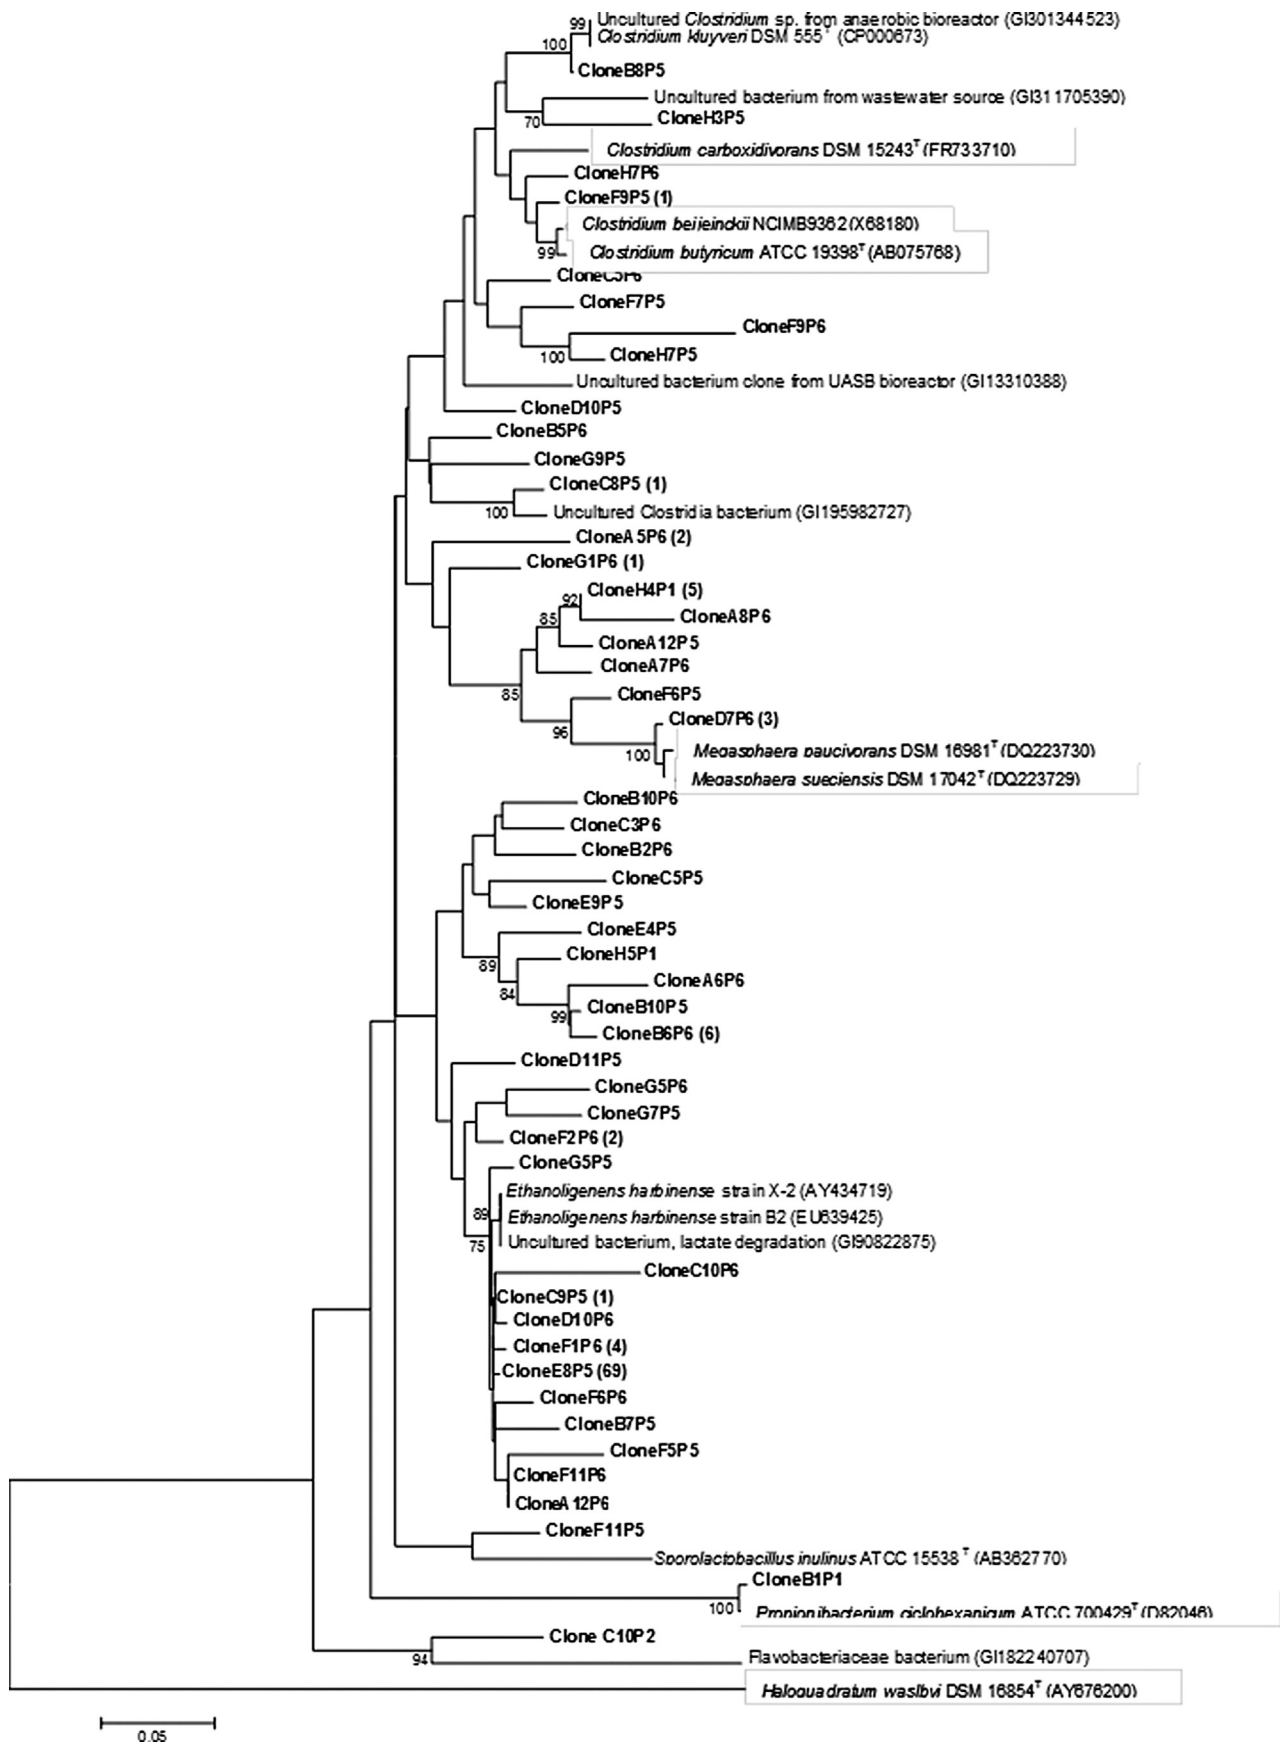 99
Uncultured Clostridium sp. from anaerobic bioreactor (GI301344523)
Clostridium kluyveri DSM 555T (CP000673)
100
CloneB8P5
Uncultured bacterium from wastewater source (GI311705390)
70
CloneH3P5
Clostridium carboxidivorans DSM 15243T (FR733710)
CloneH7P6
CloneF9P5 (1)
Clostridium beijeinckii NCIMB9362 (X68180)
99
Clostridium butyricum ATCC 19398T (AB075768)
CloneC5P6
CloneF7P5
CloneF9P6
100
CloneH7P5
Uncultured bacterium clone from UASB bioreactor (GI13310388)
CloneD10P5
CloneB5P6
CloneG9P5
CloneC8P5 (1)
100
Uncultured Clostridia bacterium (GI195982727)
CloneA5P6 (2)
CloneG1P6 (1)
CloneH4P1 (5)
92
85
CloneA8P6
CloneA12P5
CloneA7P6
85
CloneF6P5
96
CloneD7P6 (3)
100
Megasphaera paucivorans DSM 16981T (DQ223730)
Megasphaera sueciensis DSM 17042T (DQ223729)
CloneB10P6
CloneC3P6
CloneB2P6
CloneC5P5
CloneE9P5
CloneE4P5
89
CloneH5P1
84
CloneA6P6
CloneB10P5
99
CloneB6P6 (6)
CloneD11P5
CloneG5P6
CloneG7P5
CloneF2P6 (2)
CloneG5P5
Ethanoligenens harbinense strain X-2 (AY434719)
89
Ethanoligenens harbinense strain B2 (EU639425)
75
Uncultured bacterium, lactate degradation (GI90822875)
CloneC10P6
CloneC9P5 (1)
CloneD10P6
CloneF1P6 (4)
CloneE8P5 (69)
CloneF6P6
CloneB7P5
CloneF5P5
CloneF11P6
CloneA12P6
CloneF11P5
Sporolactobacillus inulinus ATCC 15538T (AB362770)
CloneB1P1
100
Propionibacterium ciclohexanicum ATCC 700429T (D82046)
Clone C10P2
94
Flavobacteriaceae bacterium (GI182240707)
Haloquadratum waslbyi DSM 16854T (AY676200)
0.05